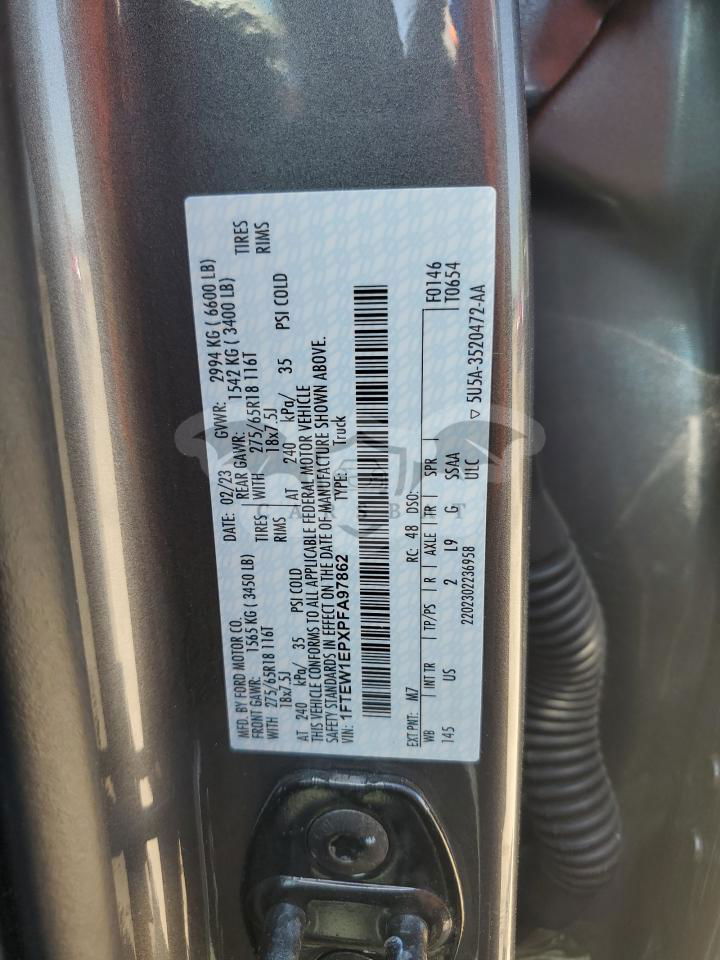 MFD. BY FORD MOTOR CO.
DATE: 02/23 GVWR: 2994 KG ( 6600 LB)
FRONT GAWR: 1565 KG ( 3450 LB)
REAR GAWR: 1542 KG ( 3400 LB)
WITH 275/65R18 116T TIRES
WITH 275/65R18 116T TIRES
18x7.5J RIMS
18x7.5J RIMS
AT 240 kPa/ 35 PSI COLD
AT 240 kPa/ 35 PSI COLD
THIS VEHICLE CONFORMS TO ALL APPLICABLE FEDERAL MOTOR VEHICLE
SAFETY STANDARDS IN EFFECT ON THE DATE OF MANUFACTURE SHOWN ABOVE.
VIN: 1FTEW1EPXPFA97862 TYPE: Truck
EXT PNT: M7 RC: 48 DSO: F0146
WB INT TR TP/PS R AXLE TR SPR T0654
145 US 2 L9 G SSAA
ULC
2202302236958 ▽ 5U5A-3520472-AA